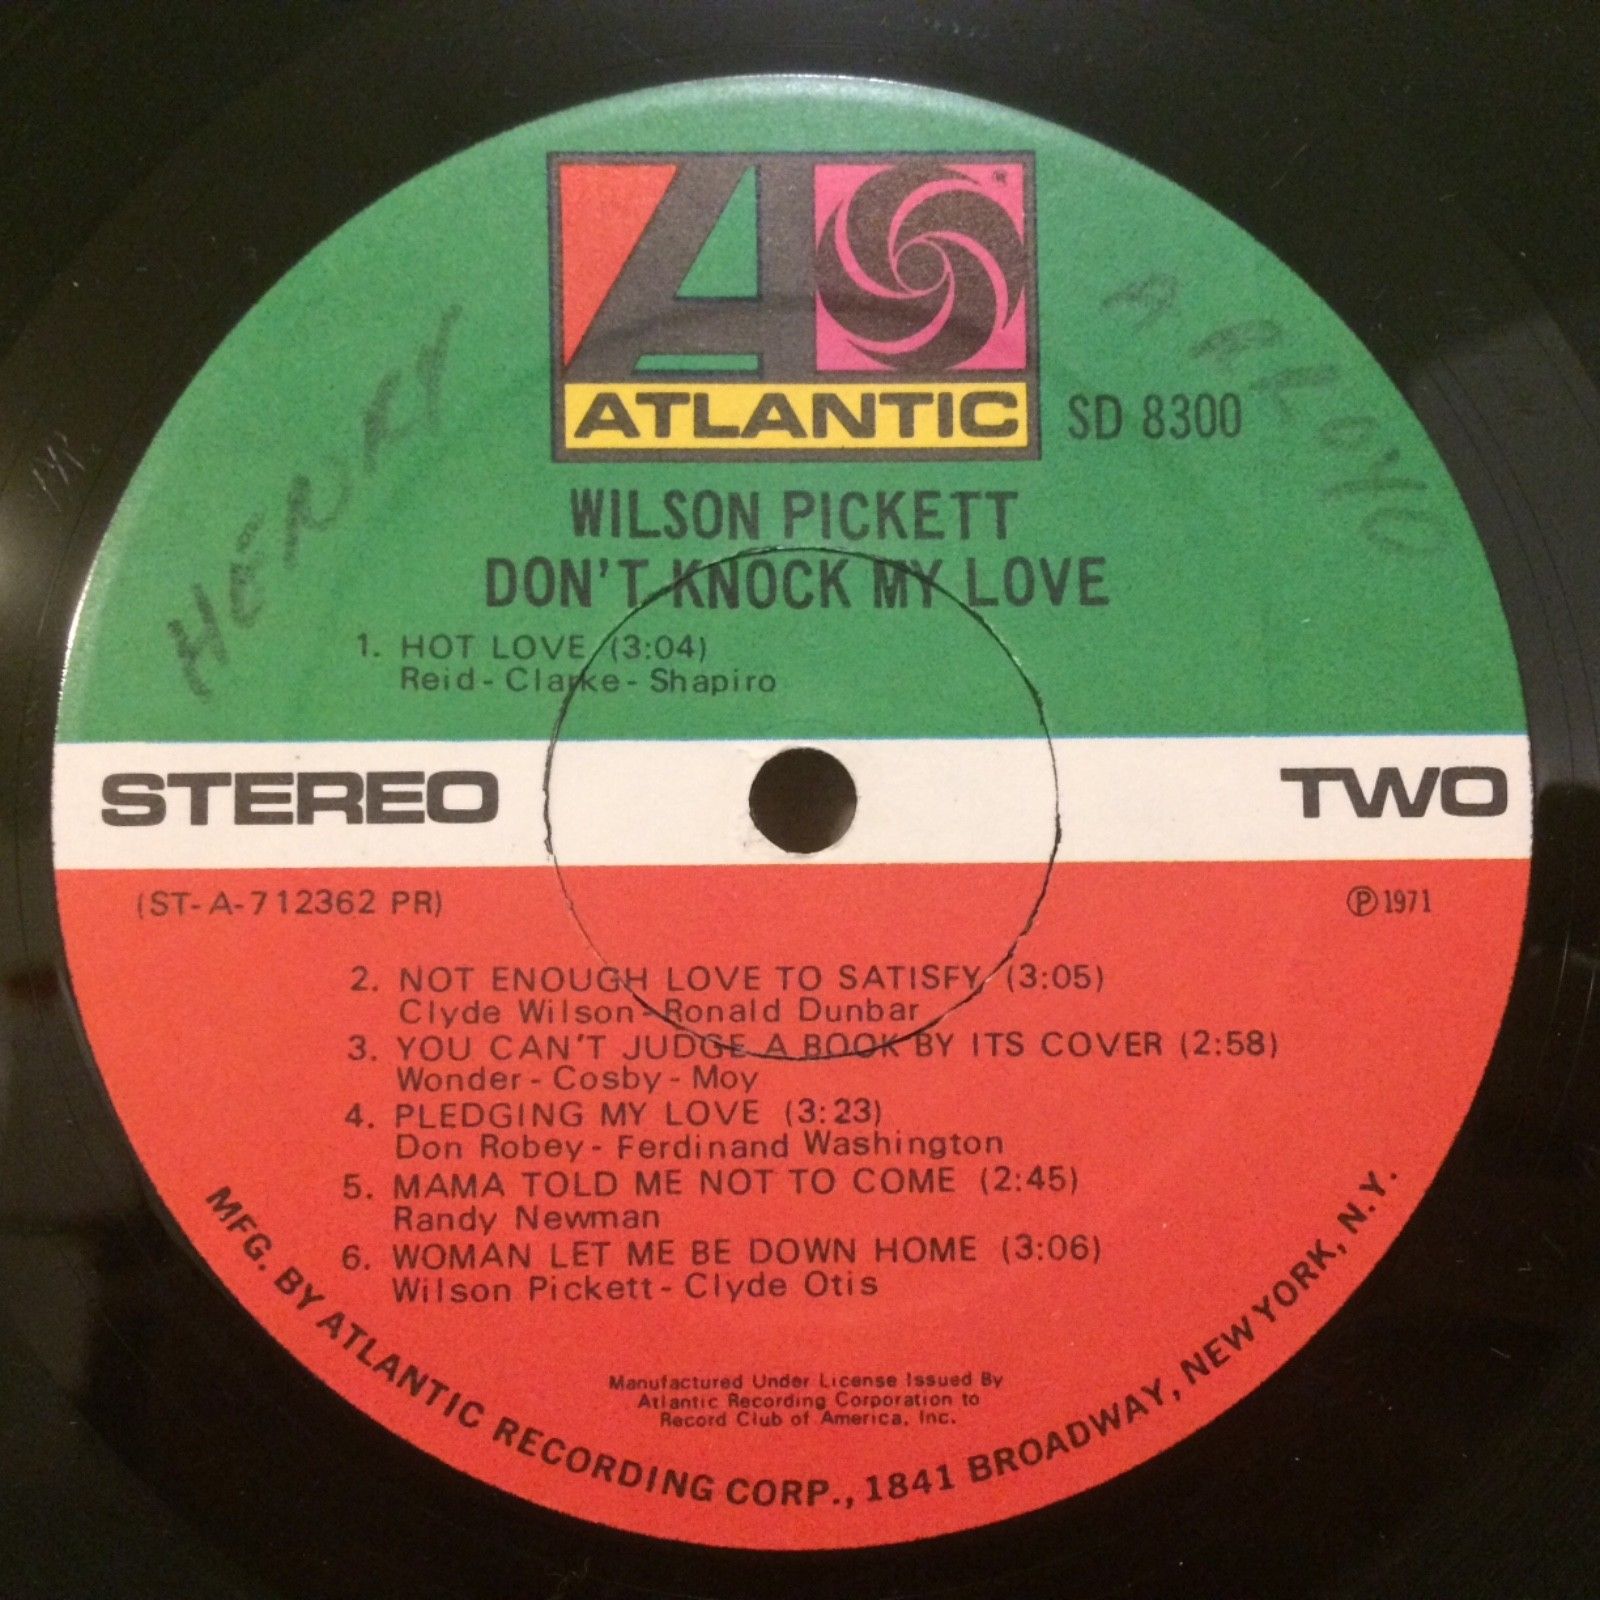 ATLANTIC ®
SD 8300
HENRI
WILSON PICKETT
DON'T KNOCK MY LOVE
1. HOT LOVE (3:04)
Reid - Clarke - Shapiro
STEREO
TWO
(ST-A-712362 PR)
℗ 1971
2. NOT ENOUGH LOVE TO SATISFY (3:05)
Clyde Wilson - Ronald Dunbar
3. YOU CAN'T JUDGE A BOOK BY ITS COVER (2:58)
Wonder - Cosby - Moy
4. PLEDGING MY LOVE (3:23)
Don Robey - Ferdinand Washington
5. MAMA TOLD ME NOT TO COME (2:45)
Randy Newman
6. WOMAN LET ME BE DOWN HOME (3:06)
Wilson Pickett - Clyde Otis
Manufactured Under License Issued By
Atlantic Recording Corporation to
Record Club of America, Inc.
MFG. BY ATLANTIC RECORDING CORP., 1841 BROADWAY, NEW YORK, N.Y.